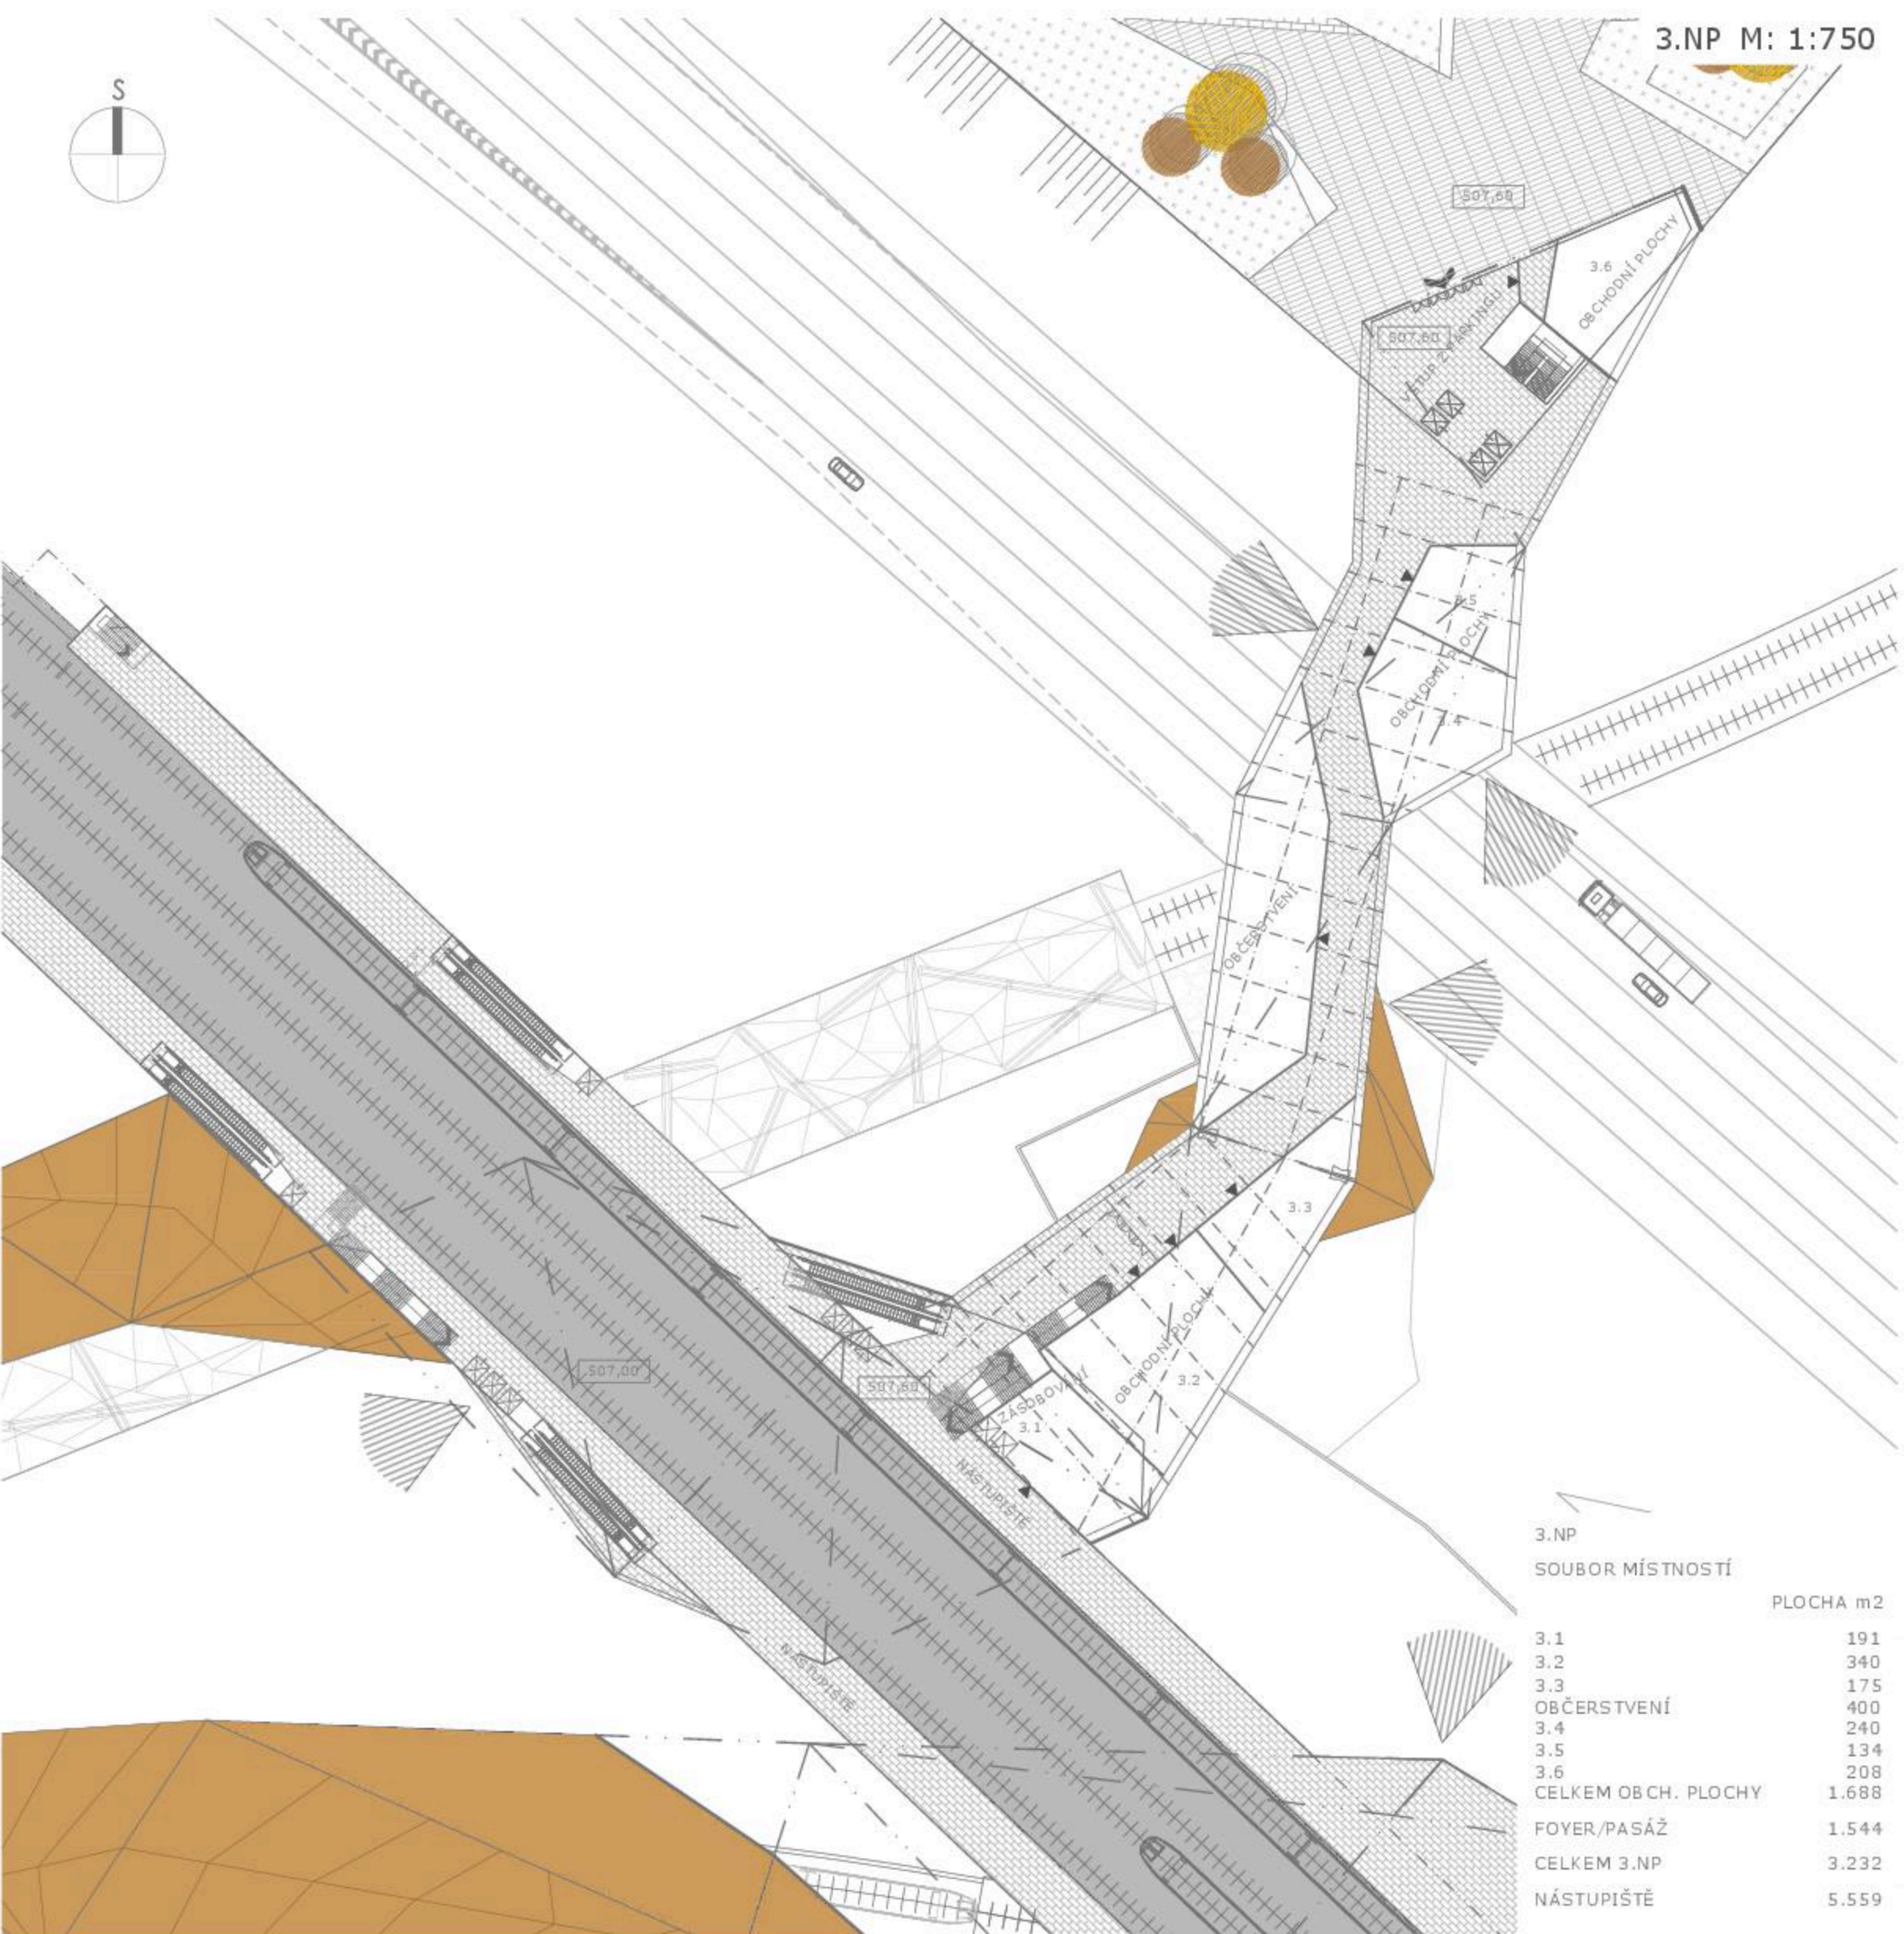 3.NP M: 1:750
S
507,60
3.6
OBCHODNÍ PLOCHY
507,60
VSTUP Z PARKINGU
3.5
OBCHODNÍ PLOCHY
3.4
OBČERSTVENÍ
3.3
OBCHODNÍ PLOCHY
3.2
507,00
507,60
ZÁSOBOVÁNÍ
3.1
NÁSTUPIŠTĚ
NÁSTUPIŠTĚ
3.NP
SOUBOR MÍSTNOSTÍ
PLOCHA m2
3.1 191
3.2 340
3.3 175
OBČERSTVENÍ 400
3.4 240
3.5 134
3.6 208
CELKEM OBCH. PLOCHY 1.688
FOYER/PASÁŽ 1.544
CELKEM 3.NP 3.232
NÁSTUPIŠTĚ 5.559